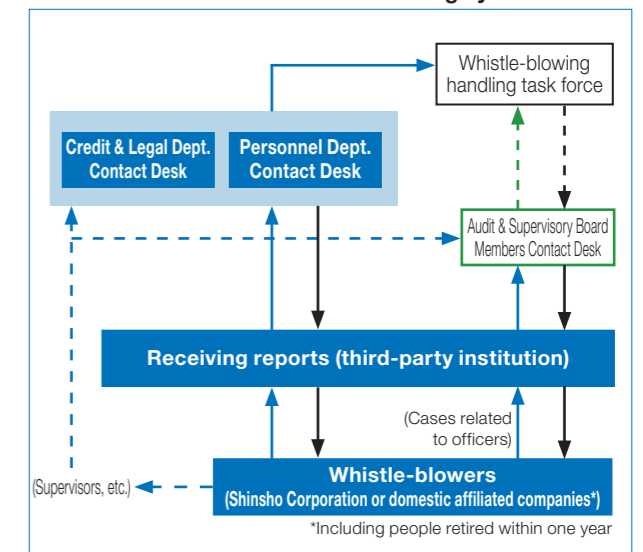 Whistle-blowing
handling task force
Credit & Legal Dept.
Contact Desk
Personnel Dept.
Contact Desk
Audit & Supervisory Board
Members Contact Desk
Receiving reports (third-party institution)
(Cases related
to officers)
Whistle-blowers
(Shinsho Corporation or domestic affiliated companies*)
(Supervisors, etc.)
*Including people retired within one year